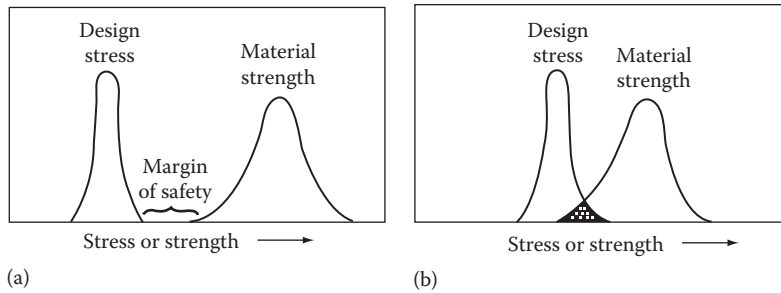 Design
stress
Material
strength
Margin
of safety
Stress or strength
(a)
Design
stress
Material
strength
Stress or strength
(b)